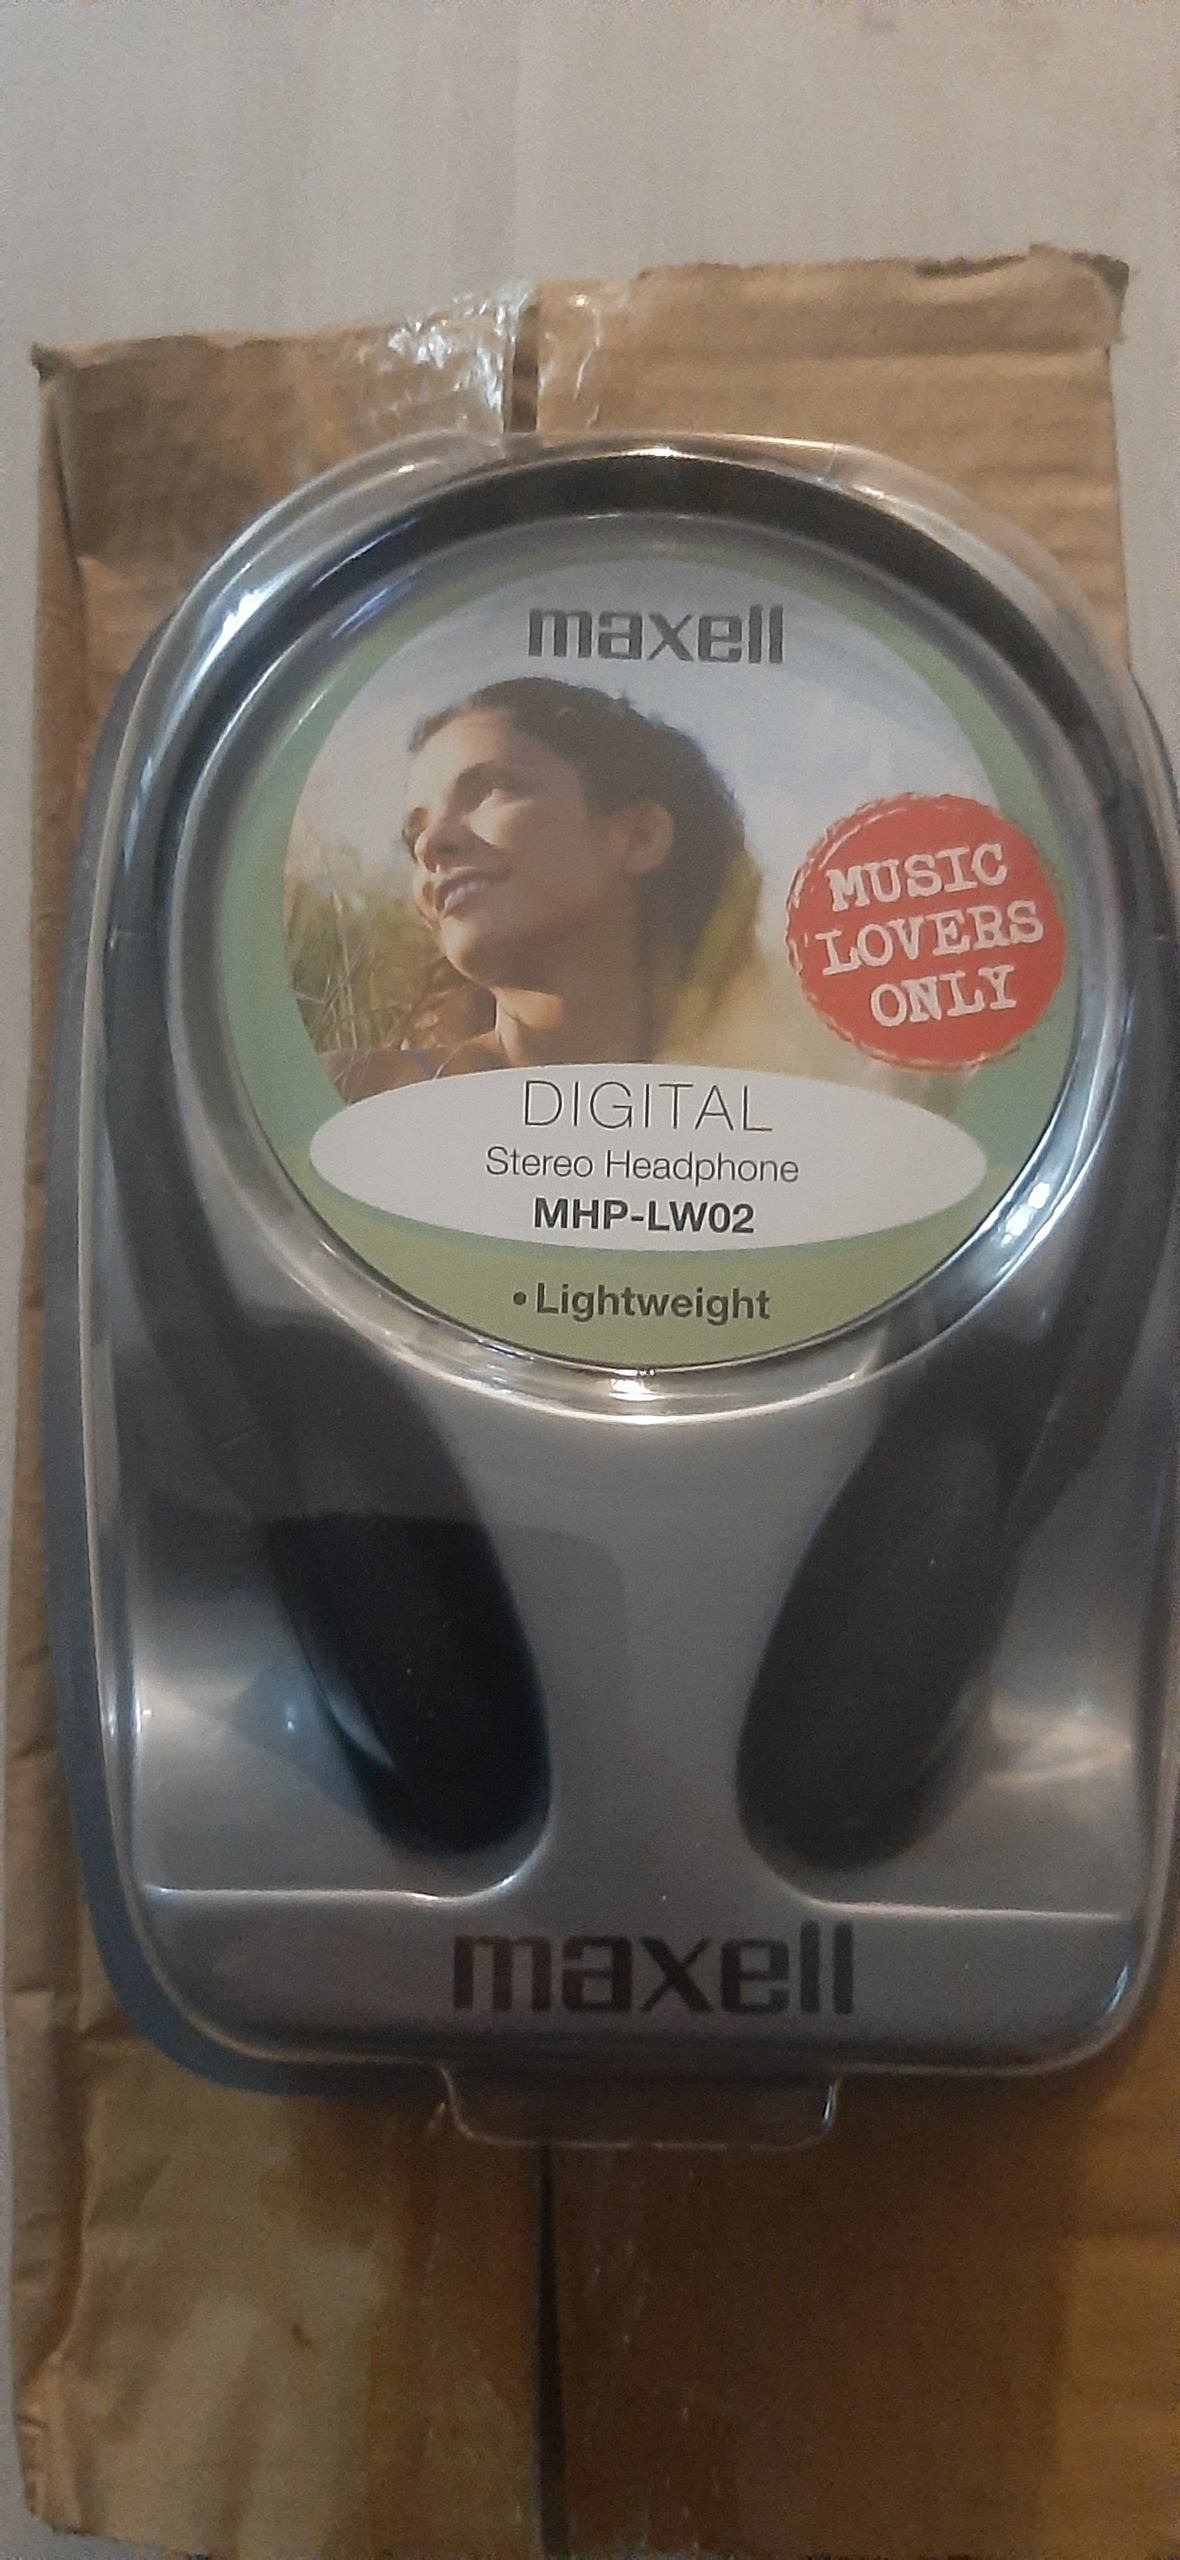 maxell
MUSIC
LOVERS
ONLY
DIGITAL
Stereo Headphone
MHP-LW02
• Lightweight
maxell